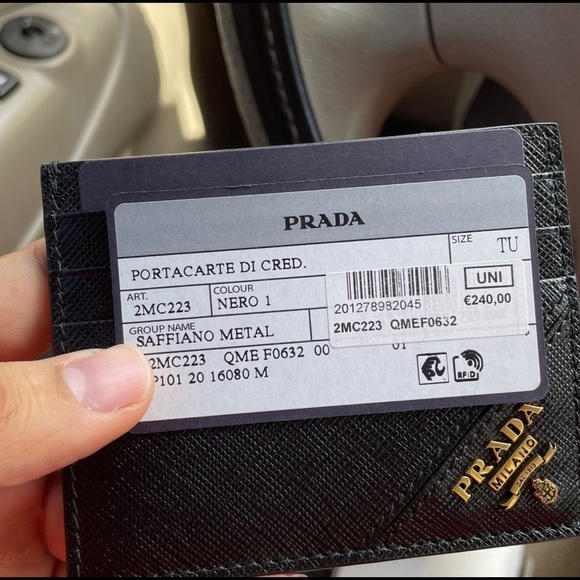 PRADA
SIZE TU
PORTACARTE DI CRED.
ART. COLOUR
2MC223 NERO 1
UNI
201278982045 €240,00
2MC223 QMEF0632
GROUP NAME
SAFFIANO METAL
2MC223 QME F0632 00 01
P101 20 16080 M
RFID
PRADA
MILANO